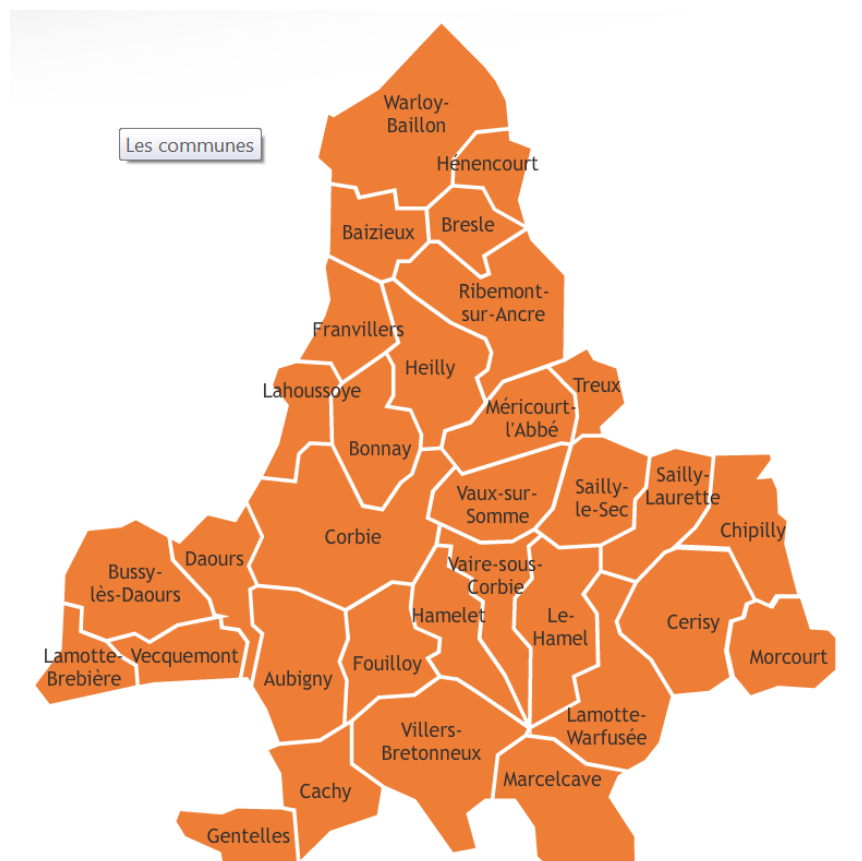 Warloy-
Baillon
Les communes
Hénencourt
Baizieux
Bresle
Ribemont-
sur-Ancre
Franvillers
Heilly
Lahoussoye
Treux
Méricourt-
l'Abbé
Bonnay
Sailly-
Laurette
Vaux-sur-
Somme
Sailly-
le-Sec
Chipilly
Corbie
Daours
Bussy-
lès-Daours
Vaire-sous-
Corbie
Hamelet
Le-
Hamel
Cerisy
Lamotte-
Brebière
Vecquemont
Morcourt
Fouilloy
Aubigny
Lamotte-
Warfusée
Villers-
Bretonneux
Marcelcave
Cachy
Gentelles